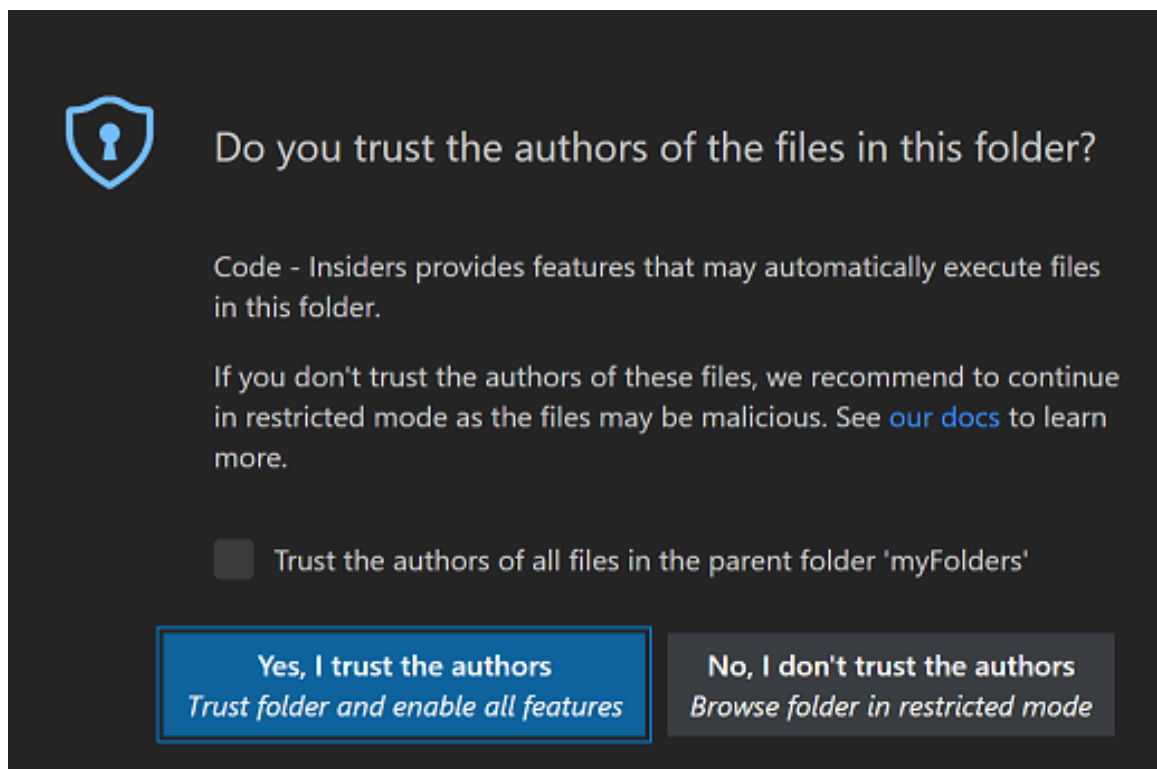 Do you trust the authors of the files in this folder?
Code - Insiders provides features that may automatically execute files
in this folder.
If you don't trust the authors of these files, we recommend to continue
in restricted mode as the files may be malicious. See our docs to learn
more.
Trust the authors of all files in the parent folder 'myFolders'
Yes, I trust the authors
Trust folder and enable all features
No, I don't trust the authors
Browse folder in restricted mode